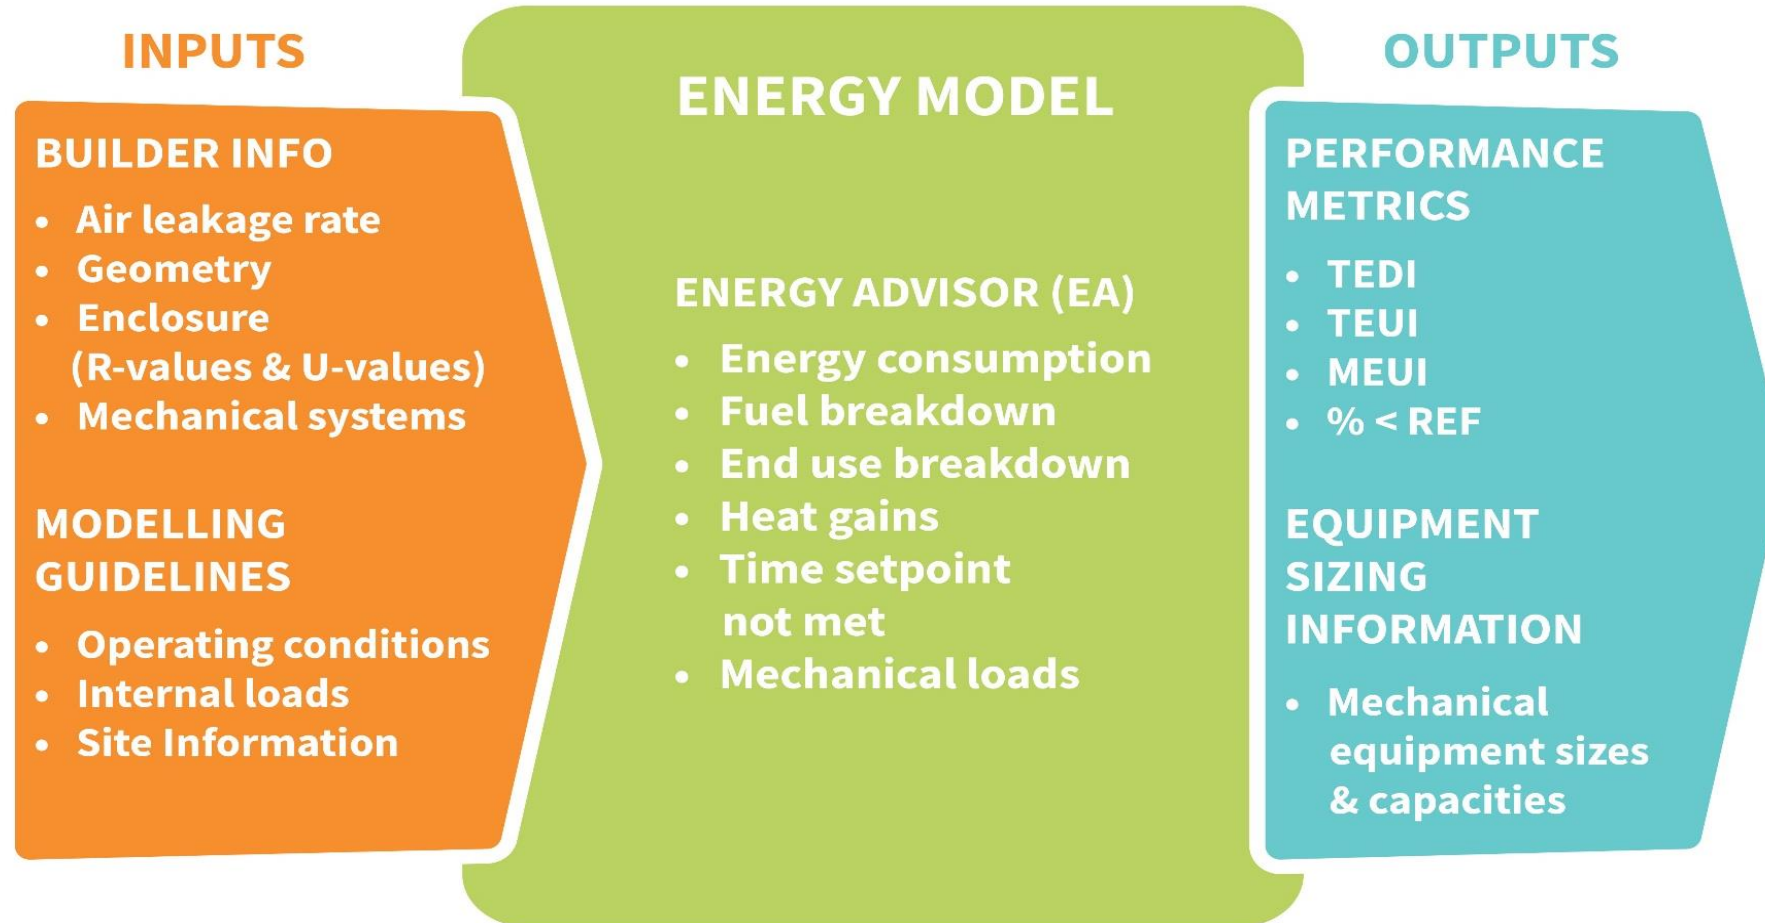 INPUTS
BUILDER INFO
• Air leakage rate
• Geometry
• Enclosure
(R-values & U-values)
• Mechanical systems
MODELLING
GUIDELINES
• Operating conditions
• Internal loads
• Site Information
ENERGY MODEL
ENERGY ADVISOR (EA)
• Energy consumption
• Fuel breakdown
• End use breakdown
• Heat gains
• Time setpoint
not met
• Mechanical loads
OUTPUTS
PERFORMANCE
METRICS
• TEDI
• TEUI
• MEUI
• % < REF
EQUIPMENT
SIZING
INFORMATION
• Mechanical
equipment sizes
& capacities